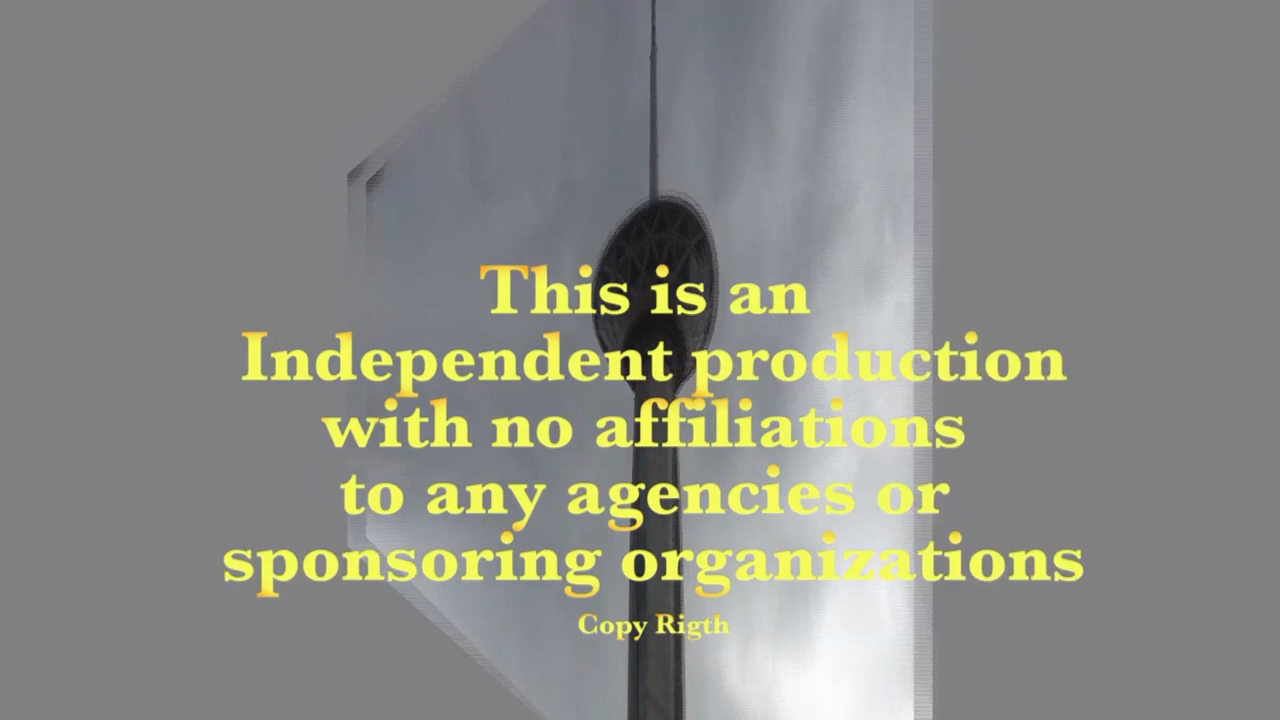 This is an
Independent production
with no affiliations
to any agencies or
sponsoring organizations
Copy Rigth